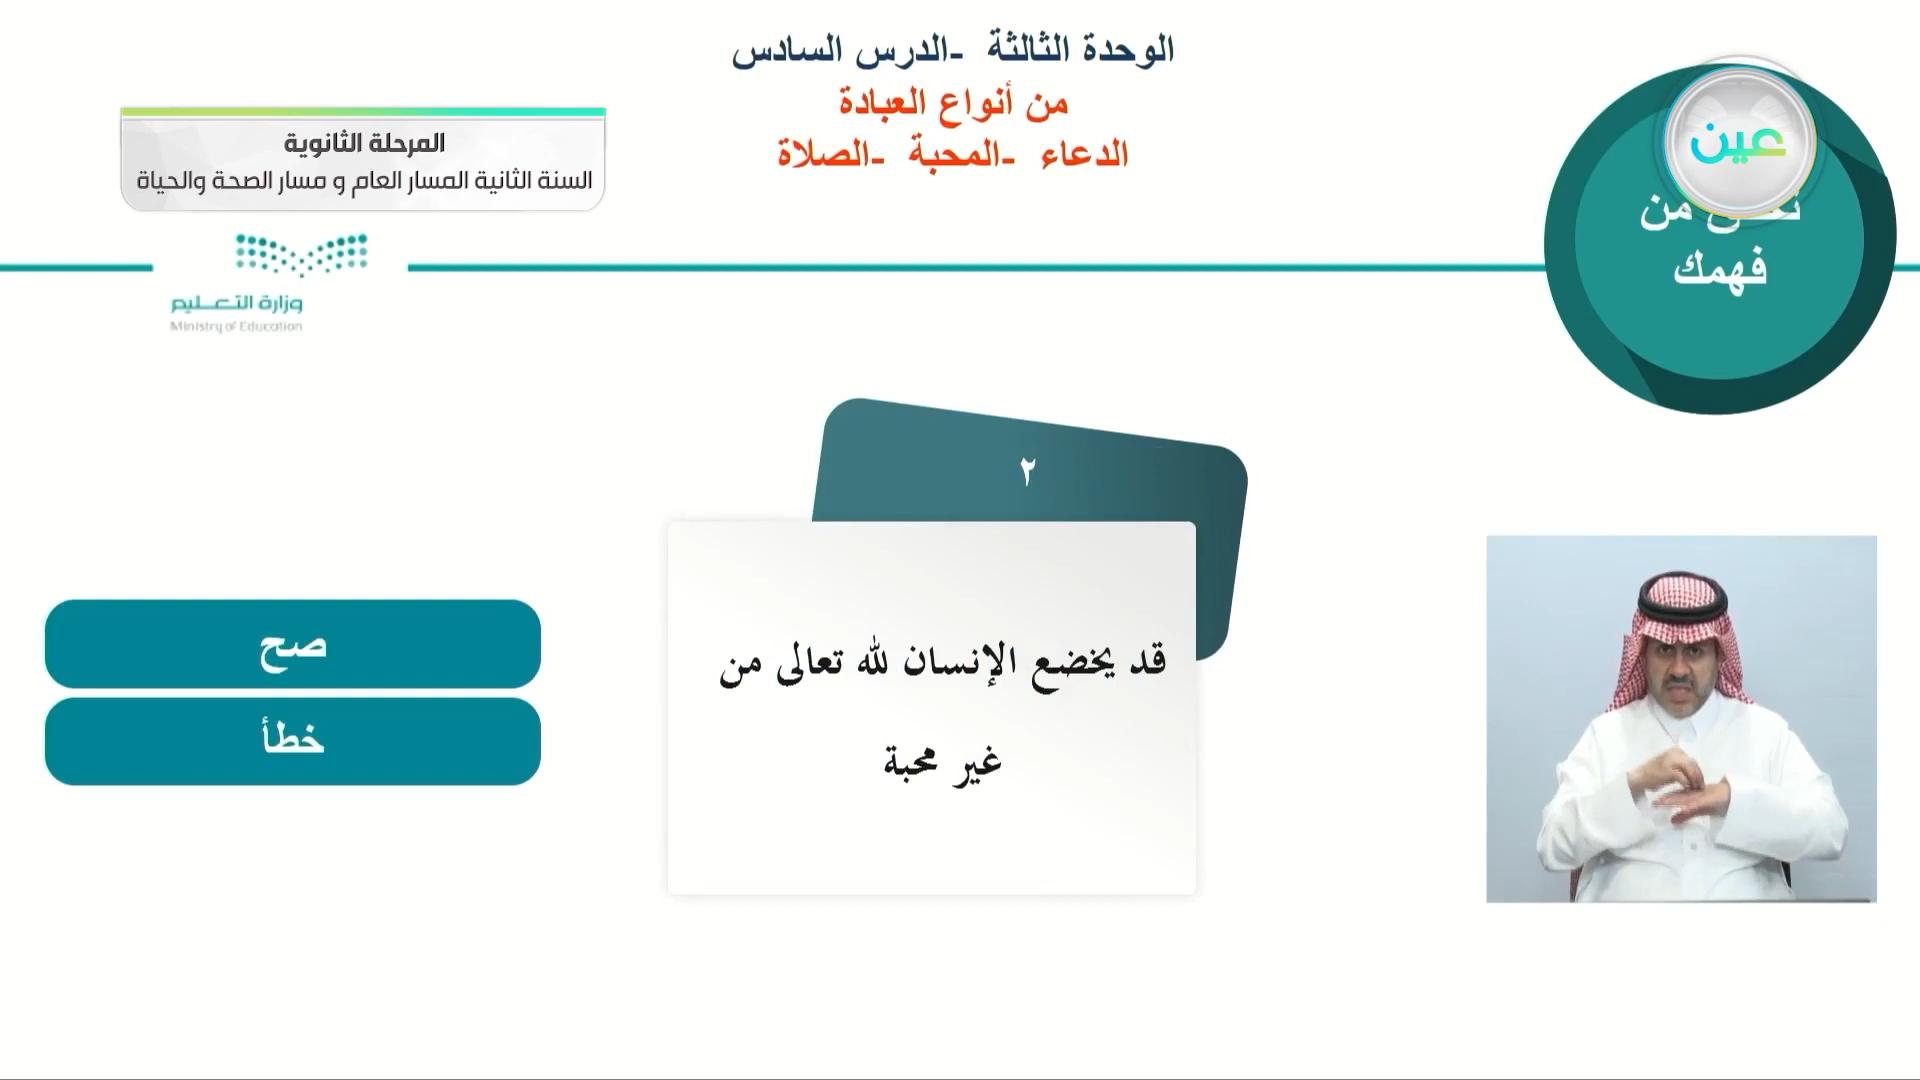 الوحدة الثالثة -الدرس السادس
من أنواع العبادة
الدعاء -المحبة -الصلاة
عين
من
فهمك
المرحلة الثانوية
السنة الثانية المسار العام و مسار الصحة والحياة
وزارة التعليم
Ministry of Education
٢
قد يخضع الإنسان لله تعالى من
غير محبة
صح
خطأ